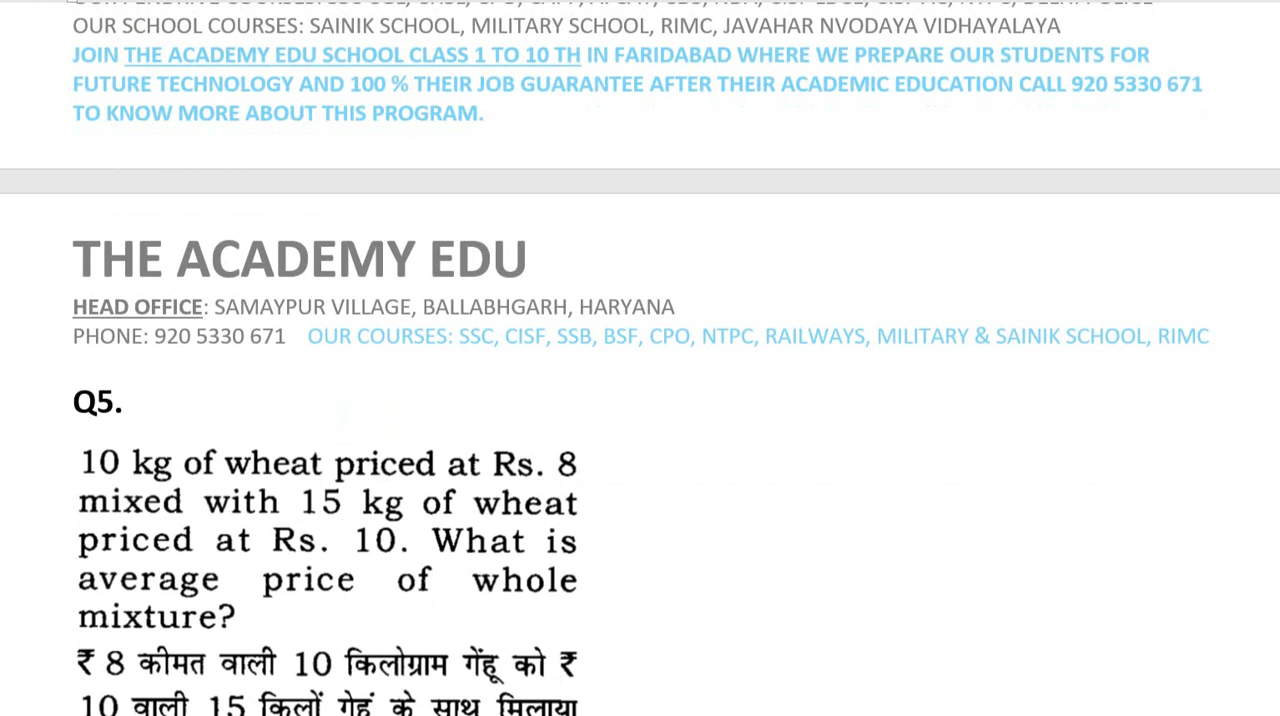 OUR SCHOOL COURSES: SAINIK SCHOOL, MILITARY SCHOOL, RIMC, JAVAHAR NVODAYA VIDHAYALAYA
JOIN THE ACADEMY EDU SCHOOL CLASS 1 TO 10 TH IN FARIDABAD WHERE WE PREPARE OUR STUDENTS FOR
FUTURE TECHNOLOGY AND 100 % THEIR JOB GUARANTEE AFTER THEIR ACADEMIC EDUCATION CALL 920 5330 671
TO KNOW MORE ABOUT THIS PROGRAM.
THE ACADEMY EDU
HEAD OFFICE: SAMAYPUR VILLAGE, BALLABHGARH, HARYANA
PHONE: 920 5330 671 OUR COURSES: SSC, CISF, SSB, BSF, CPO, NTPC, RAILWAYS, MILITARY & SAINIK SCHOOL, RIMC
Q5.
10 kg of wheat priced at Rs. 8
mixed with 15 kg of wheat
priced at Rs. 10. What is
average price of whole
mixture?
₹ 8 कीमत वाली 10 किलोग्राम गेंहू को ₹
10 वाली 15 किलों गेहूं के साथ मिलाया